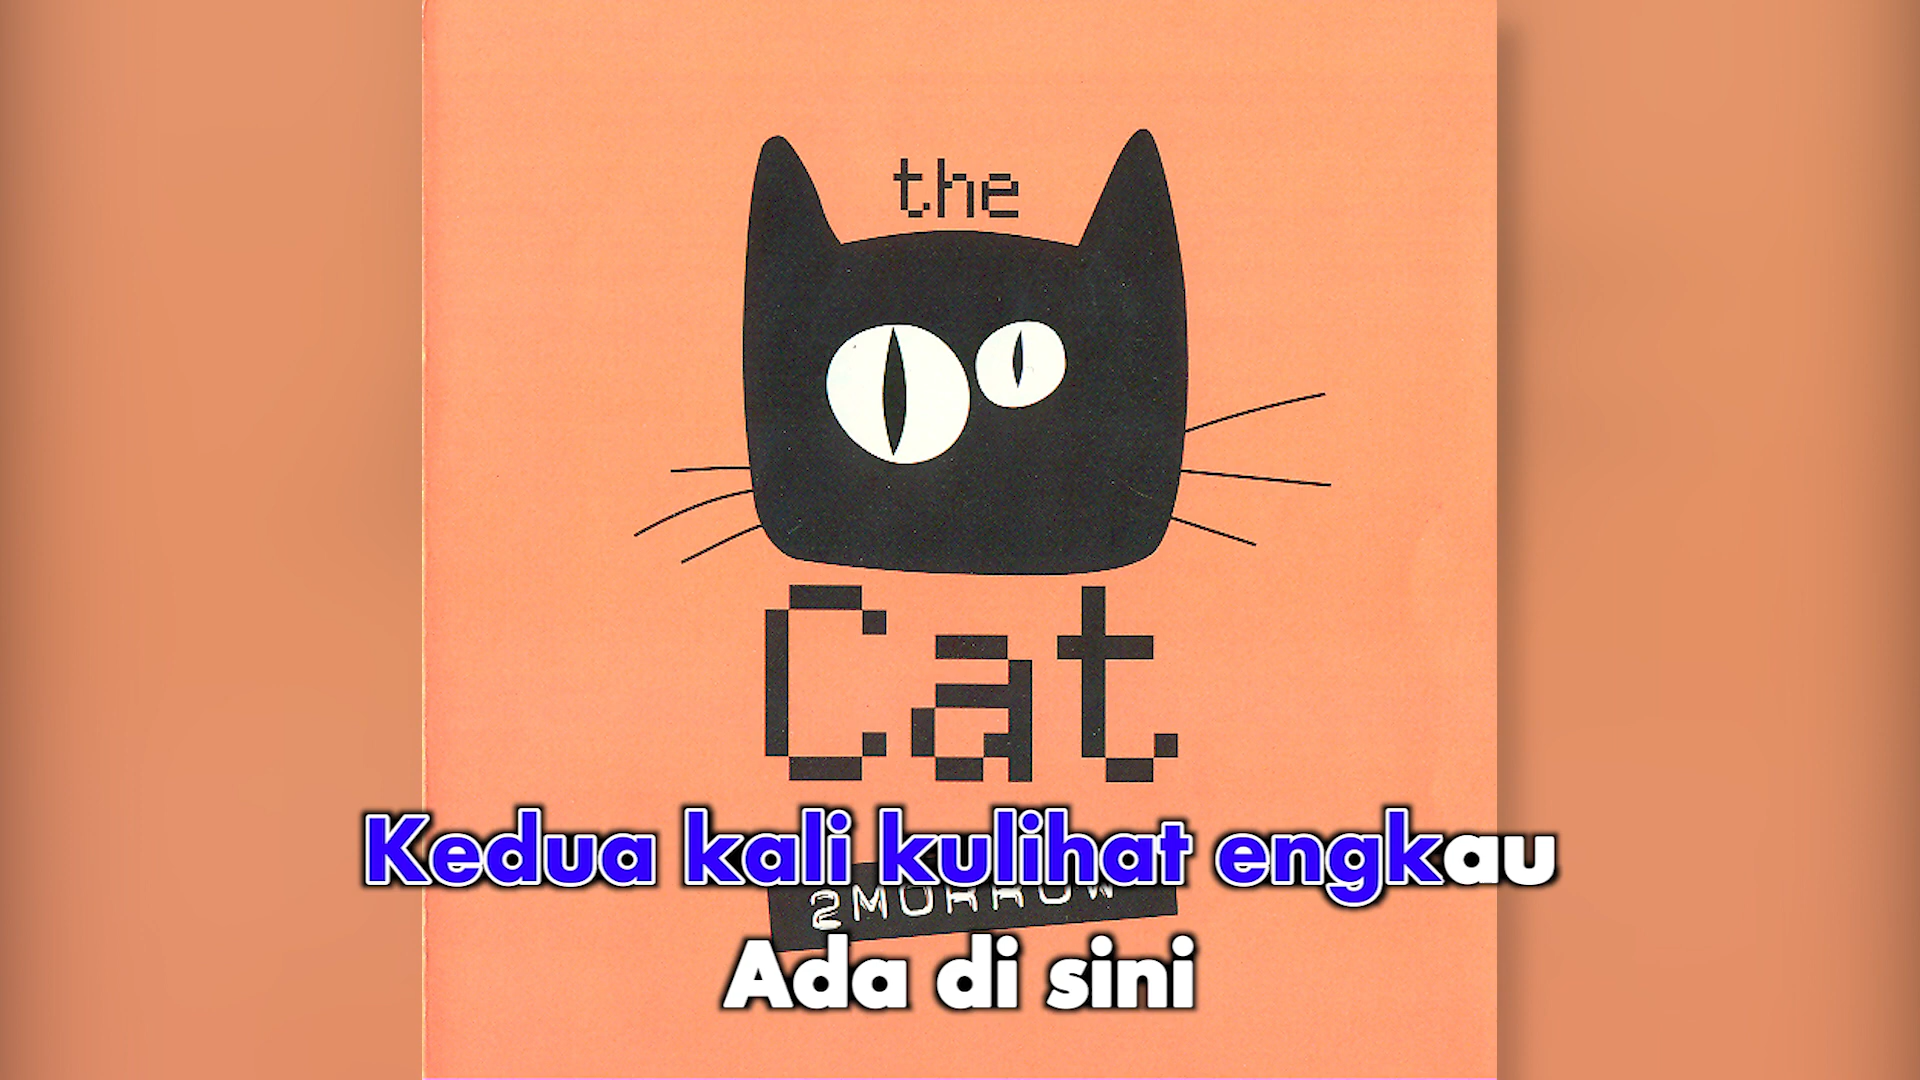 the
Cat
Kedua kali kulihat engkau
2MORROW
Ada di sini